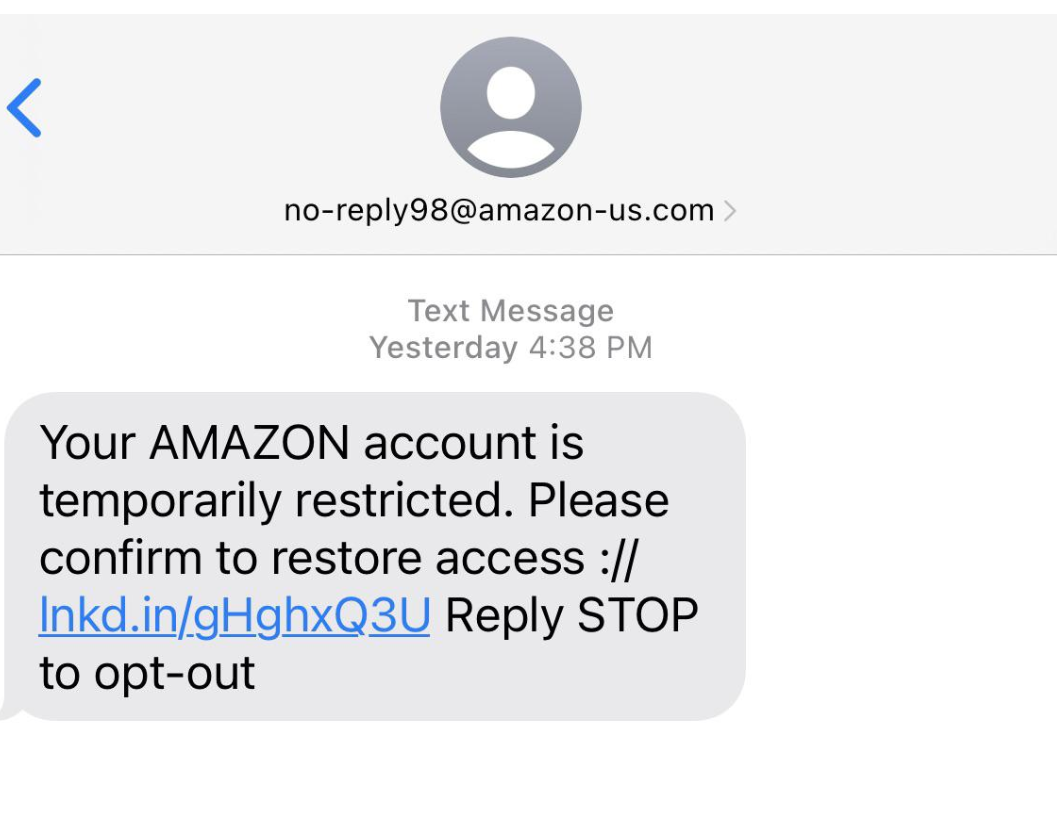 no-reply98@amazon-us.com
Text Message
Yesterday 4:38 PM
Your AMAZON account is
temporarily restricted. Please
confirm to restore access ://
lnkd.in/gHghxQ3U Reply STOP
to opt-out